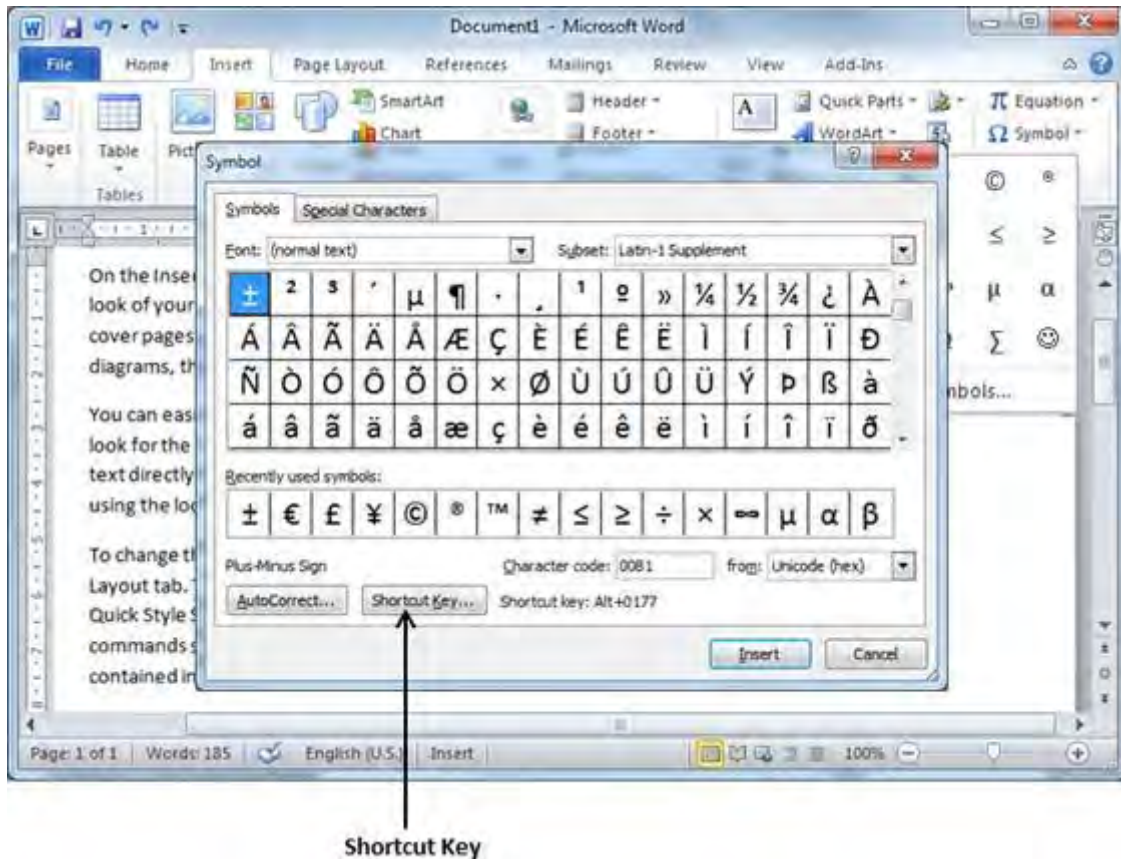 Document1 - Microsoft Word
File Home Insert Page Layout References Mailings Review View Add-Ins
SmartArt Header Quick Parts π Equation
Chart Footer A WordArt Ω Symbol
Pages Table Pict
Tables
Symbol
© ®
Symbols Special Characters
≤ ≥
Font: (normal text) Subset: Latin-1 Supplement
± ² ³ ´ µ ¶ · ¸ ¹ º » ¼ ½ ¾ ¿ À
µ α
Á Â Ã Ä Å Æ Ç È É Ê Ë Ì Í Î Ï Ð
∑ ☺
Ñ Ò Ó Ô Õ Ö × Ø Ù Ú Û Ü Ý Þ ß à
mbols...
á â ã ä å æ ç è é ê ë ì í î ï ð
Recently used symbols:
± € £ ¥ © ® ™ ≠ ≤ ≥ ÷ × ∞ µ α β
Plus-Minus Sign Character code: 00B1 from: Unicode (hex)
AutoCorrect... Shortcut Key... Shortcut key: Alt+0177
Insert Cancel
On the Inse
look of your
cover pages
diagrams, th
You can eas
look for the
text directly
using the loo
To change th
Layout tab.
Quick Style S
commands s
contained in
Page: 1 of 1 Words: 185 English (U.S.) Insert 100%
Shortcut Key